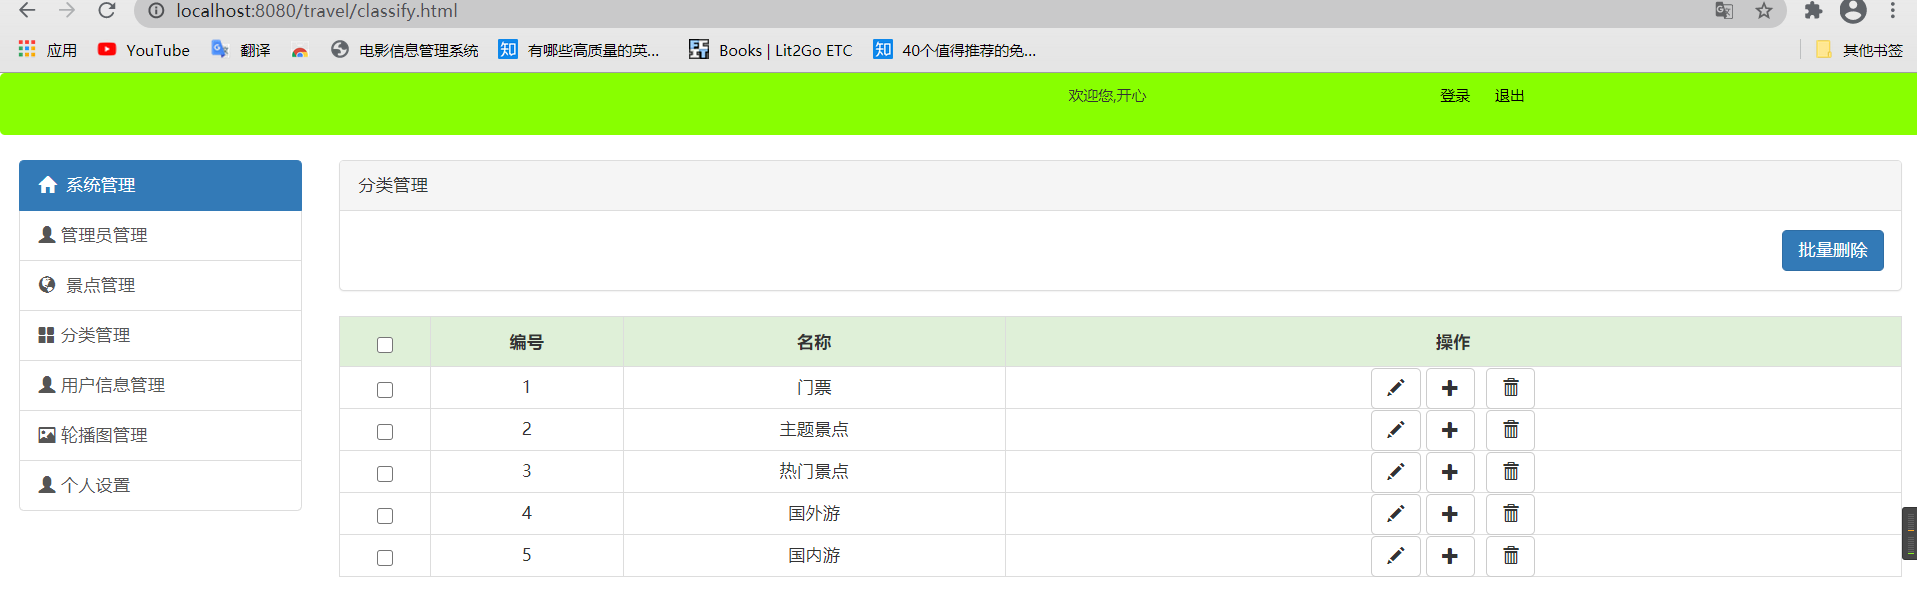 localhost:8080/travel/classify.html
应用 YouTube 翻译 电影信息管理系统 知 有哪些高质量的英... Books | Lit2Go ETC 知 40个值得推荐的免... 其他书签
欢迎您,开心 登录 退出
系统管理
管理员管理
景点管理
分类管理
用户信息管理
轮播图管理
个人设置
分类管理
批量删除
编号 名称 操作
1 门票
2 主题景点
3 热门景点
4 国外游
5 国内游